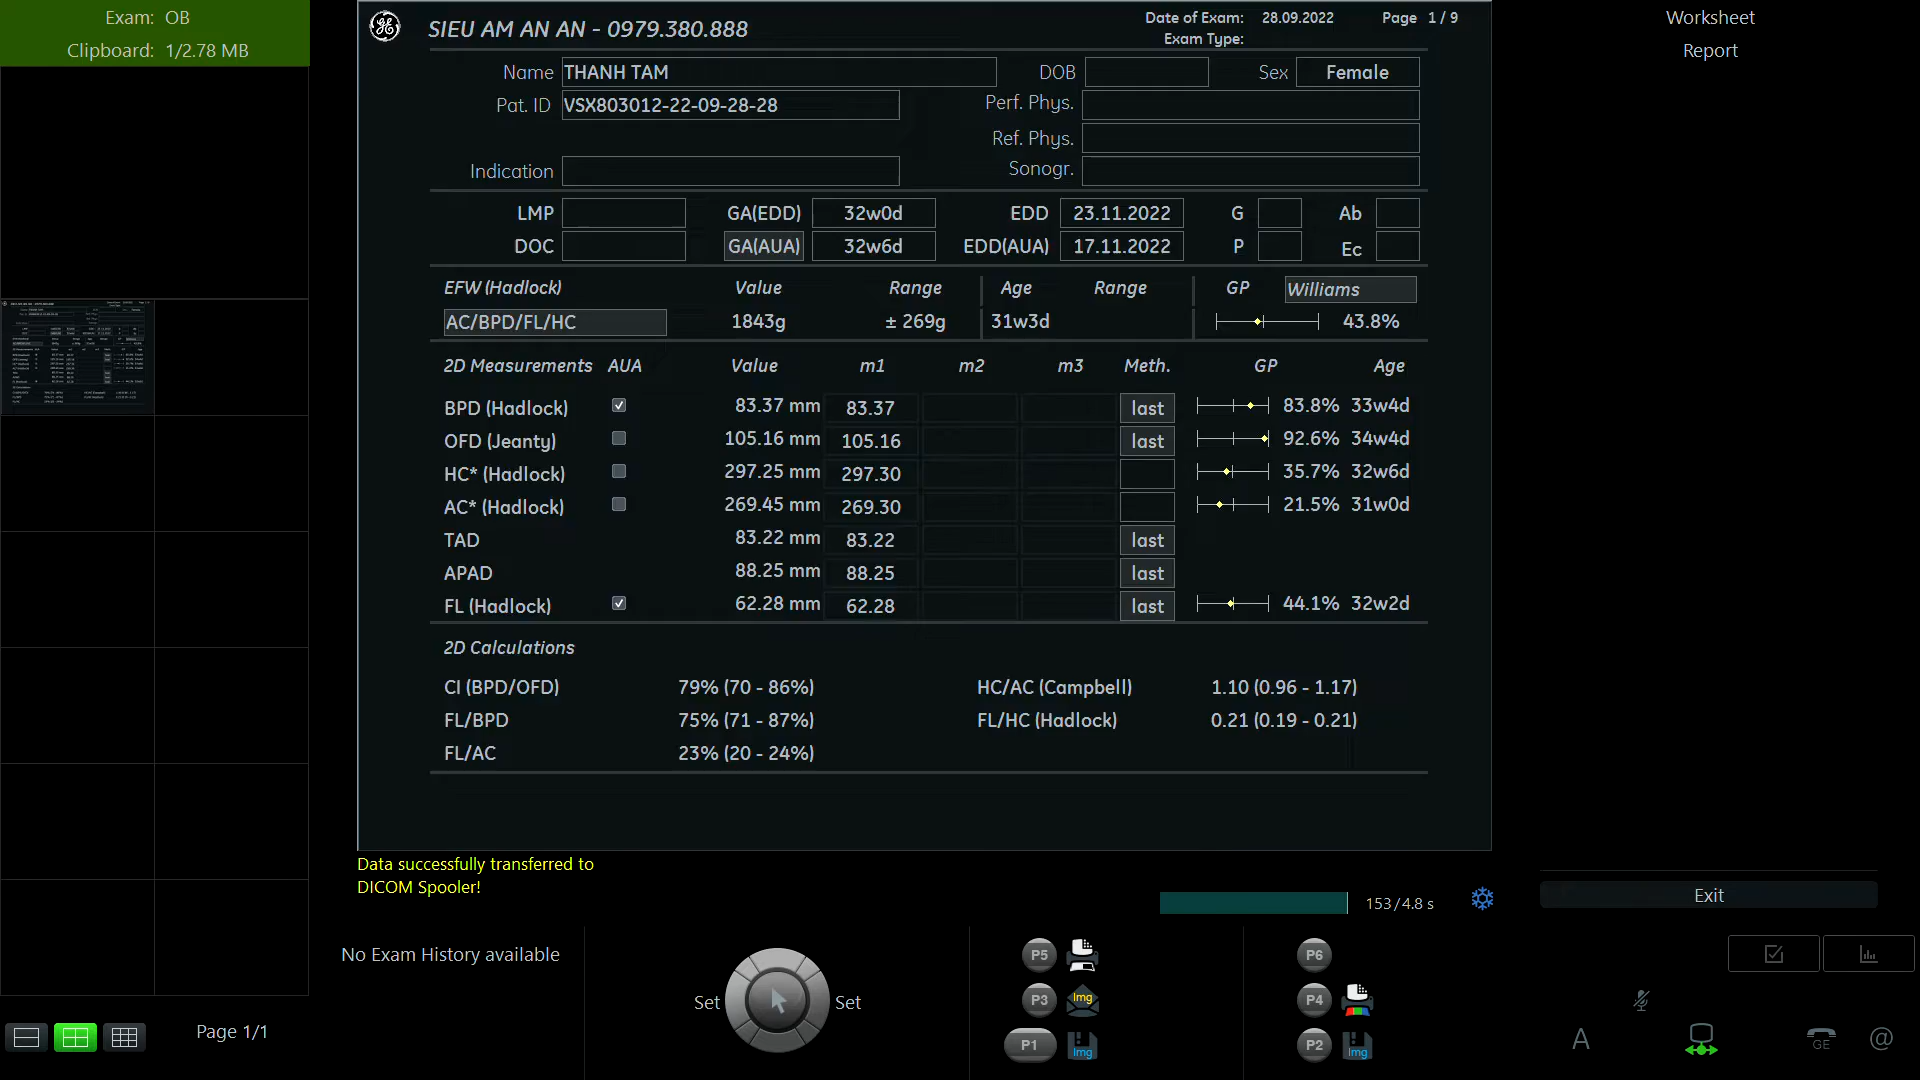 Exam: OB
Clipboard: 1/2.78 MB
SIEU AM AN AN - 0979.380.888
Date of Exam: 28.09.2022 Page 1 / 9
Exam Type:
Name THANH TAM DOB Sex Female
Pat. ID VSX803012-22-09-28-28 Perf. Phys.
Ref. Phys.
Indication Sonogr.
LMP GA(EDD) 32w0d EDD 23.11.2022 G Ab
DOC GA(AUA) 32w6d EDD(AUA) 17.11.2022 P Ec
EFW (Hadlock) Value Range Age Range GP Williams
AC/BPD/FL/HC 1843g ± 269g 31w3d 43.8%
2D Measurements AUA Value m1 m2 m3 Meth. GP Age
BPD (Hadlock) 83.37 mm 83.37 last 83.8% 33w4d
OFD (Jeanty) 105.16 mm 105.16 last 92.6% 34w4d
HC* (Hadlock) 297.25 mm 297.30 35.7% 32w6d
AC* (Hadlock) 269.45 mm 269.30 21.5% 31w0d
TAD 83.22 mm 83.22 last
APAD 88.25 mm 88.25 last
FL (Hadlock) 62.28 mm 62.28 last 44.1% 32w2d
2D Calculations
CI (BPD/OFD) 79% (70 - 86%) HC/AC (Campbell) 1.10 (0.96 - 1.17)
FL/BPD 75% (71 - 87%) FL/HC (Hadlock) 0.21 (0.19 - 0.21)
FL/AC 23% (20 - 24%)
Worksheet
Report
Data successfully transferred to
DICOM Spooler!
153/4.8 s
Exit
No Exam History available
Set Set
P5 P6
P3 Img P4
P1 Img P2 Img
A GE @
Page 1/1